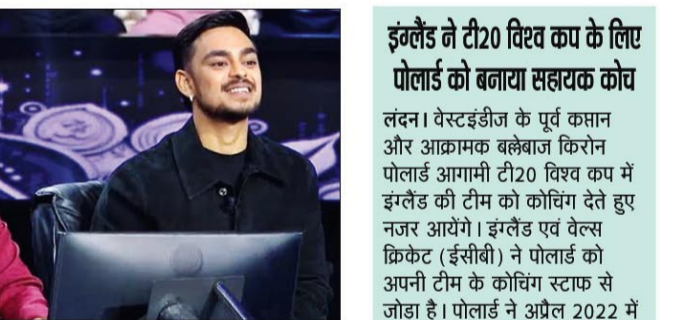 इंग्लैंड ने टी20 विश्व कप के लिए
पोलार्ड को बनाया सहायक कोच
लंदन। वेस्टइंडीज के पूर्व कप्तान
और आक्रामक बल्लेबाज किरोन
पोलार्ड आगामी टी20 विश्व कप में
इंग्लैंड की टीम को कोचिंग देते हुए
नजर आयेंगे। इंग्लैंड एवं वेल्स
क्रिकेट (ईसीबी) ने पोलार्ड को
अपनी टीम के कोचिंग स्टाफ से
जोड़ा है। पोलार्ड ने अप्रैल 2022 में